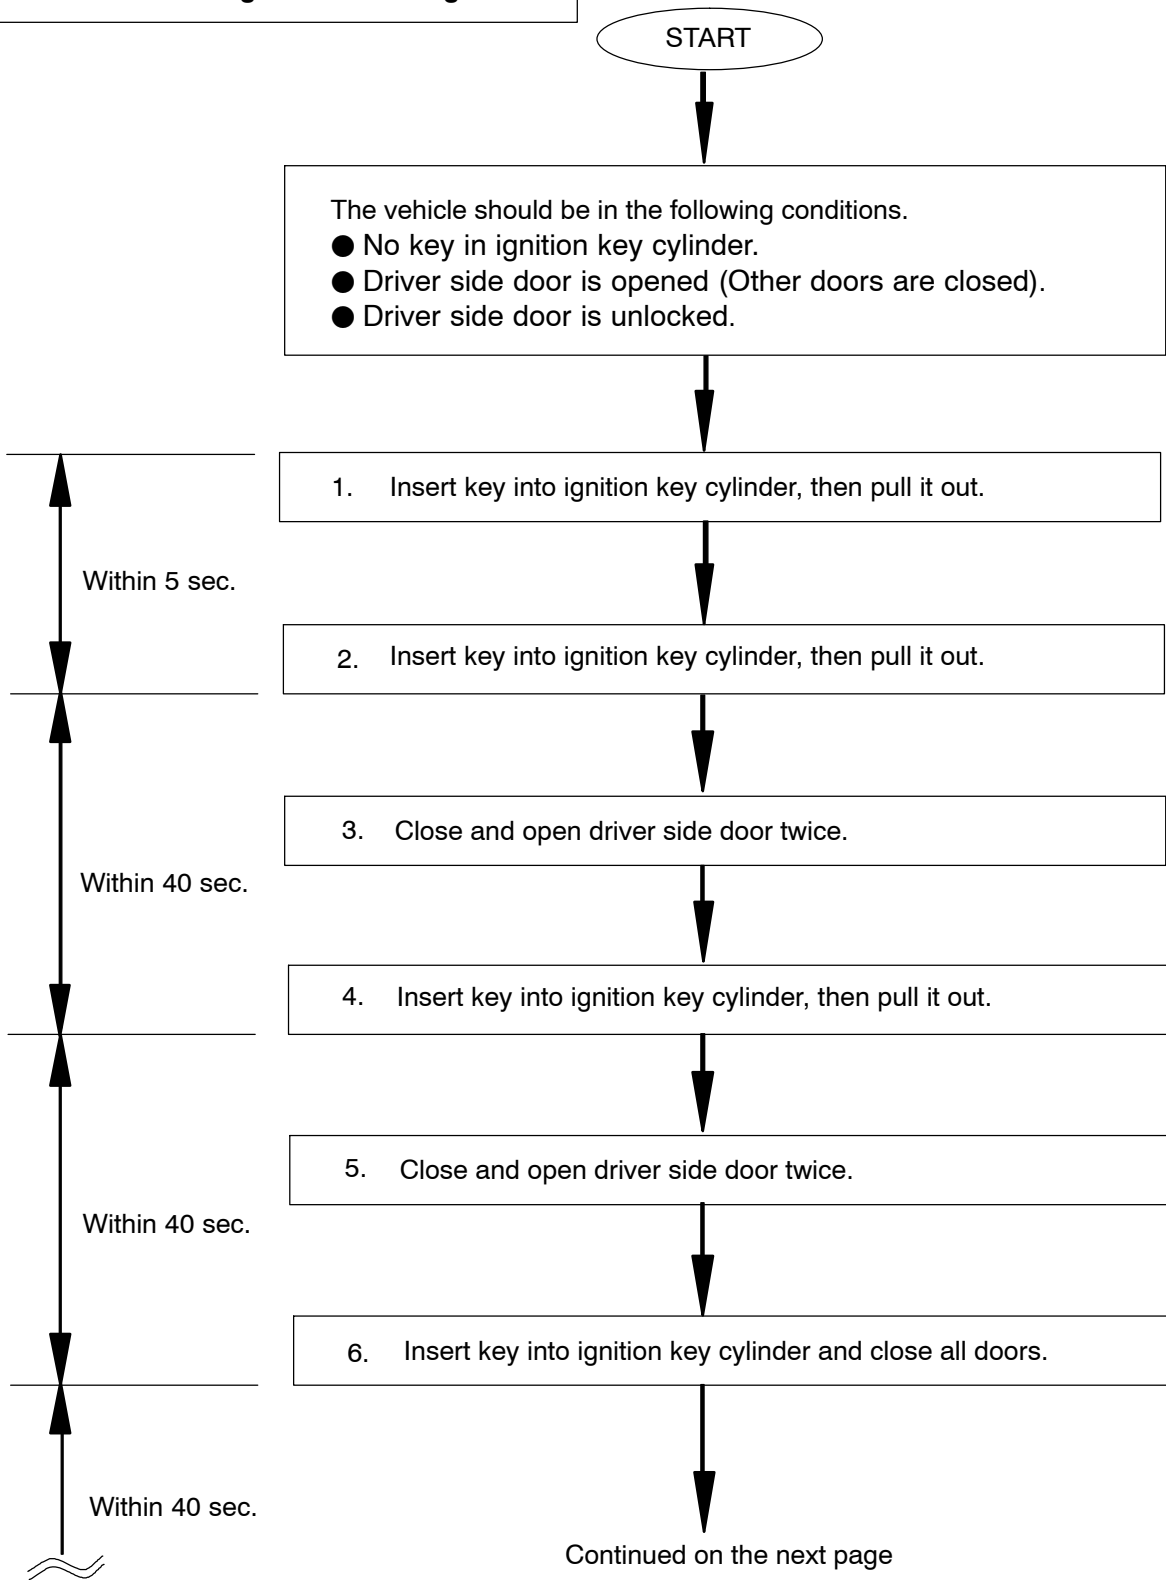 START
The vehicle should be in the following conditions.
● No key in ignition key cylinder.
● Driver side door is opened (Other doors are closed).
● Driver side door is unlocked.
1. Insert key into ignition key cylinder, then pull it out.
Within 5 sec.
2. Insert key into ignition key cylinder, then pull it out.
3. Close and open driver side door twice.
Within 40 sec.
4. Insert key into ignition key cylinder, then pull it out.
5. Close and open driver side door twice.
Within 40 sec.
6. Insert key into ignition key cylinder and close all doors.
Within 40 sec.
Continued on the next page